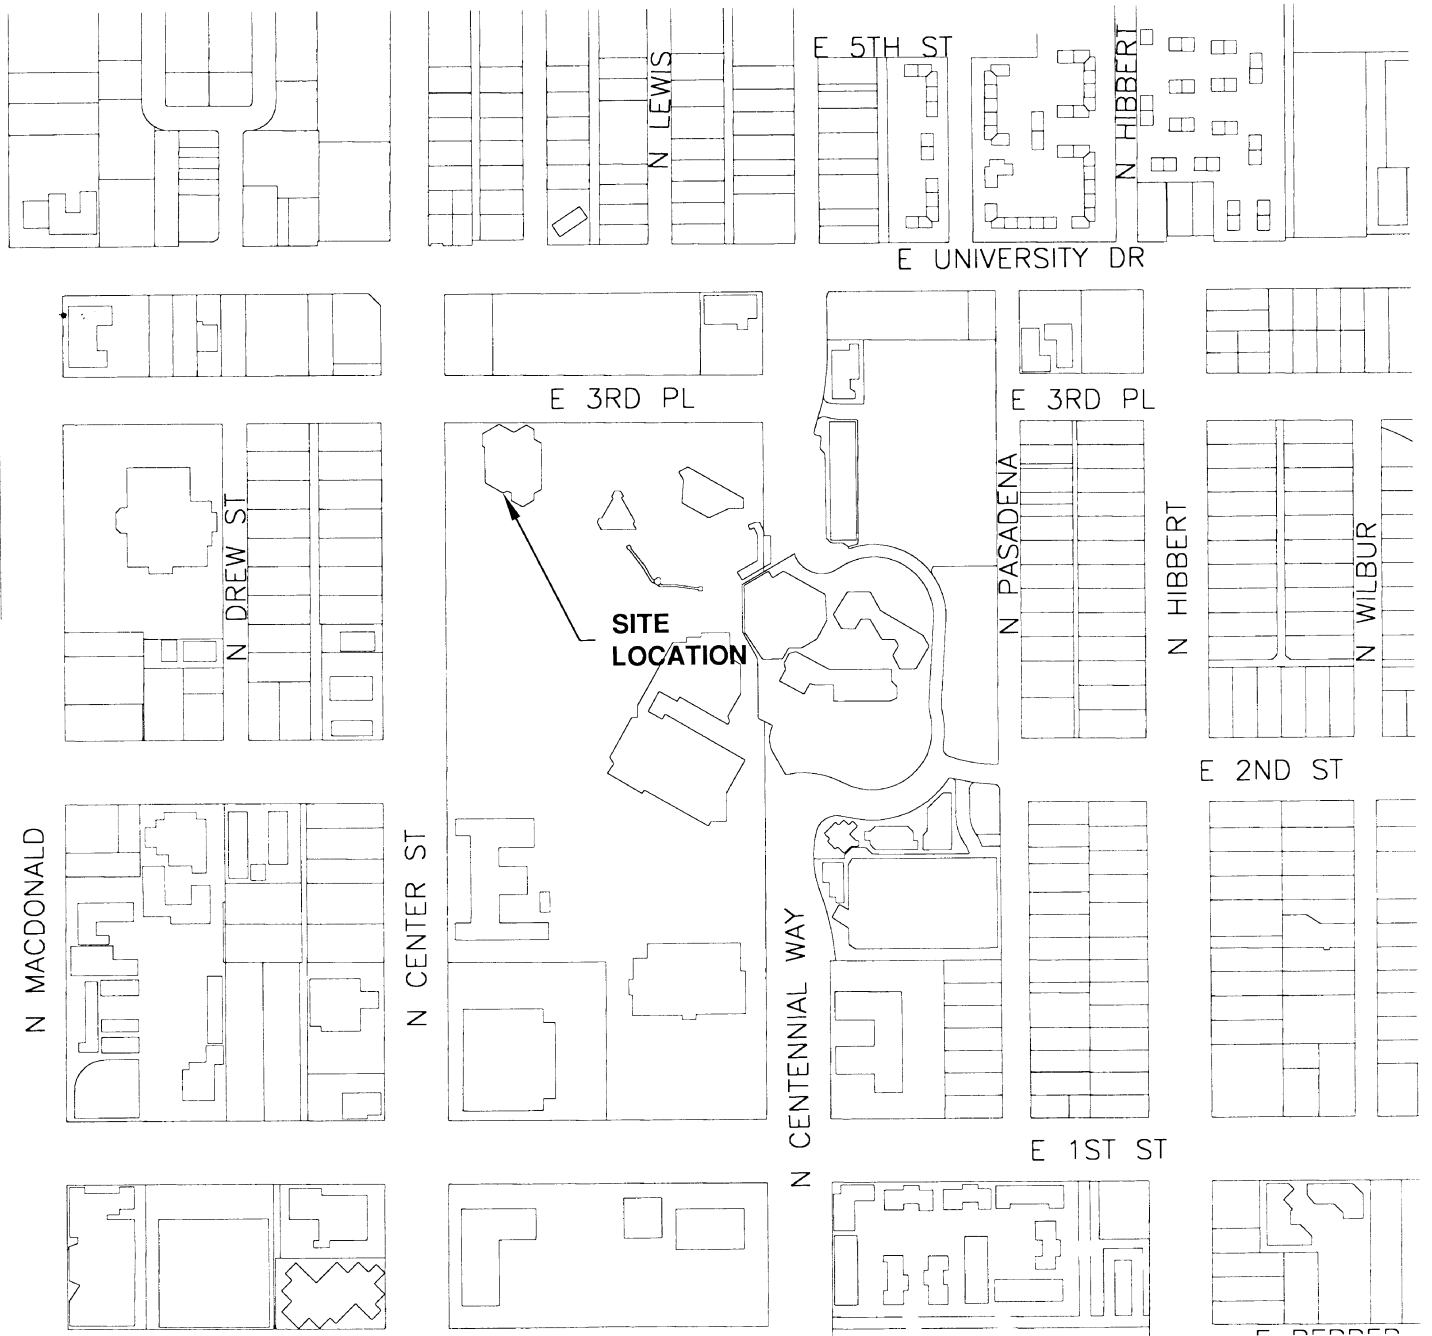 E 5TH ST
N LEWIS
N HIBBERT
E UNIVERSITY DR
E 3RD PL
E 3RD PL
N DREW ST
N PASADENA
N HIBBERT
N WILBUR
SITE
LOCATION
E 2ND ST
N MACDONALD
N CENTER ST
N CENTENNIAL WAY
E 1ST ST
E PEPPER